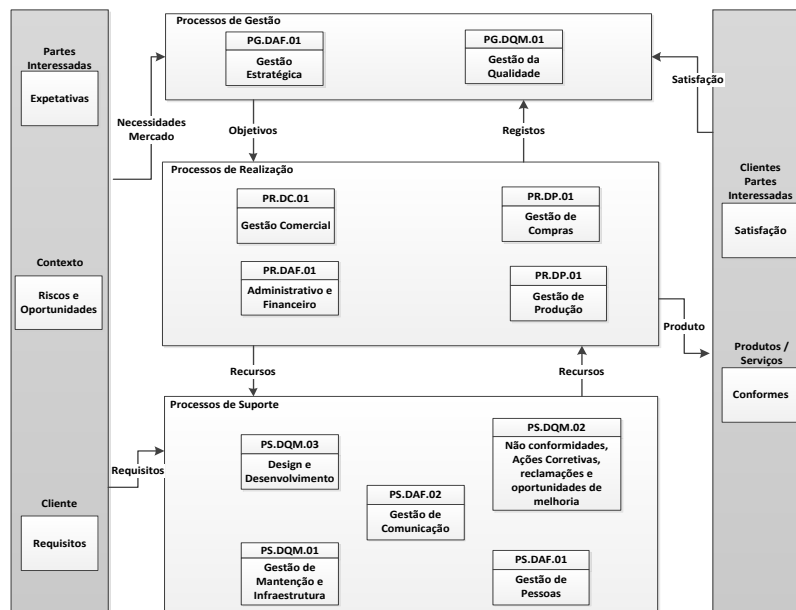 Partes
Interessadas
Expetativas
Contexto
Riscos e
Oportunidades
Cliente
Requisitos
Necessidades
Mercado
Requisitos
Processos de Gestão
PG.DAF.01
Gestão
Estratégica
PG.DQM.01
Gestão da
Qualidade
Objetivos
Registos
Processos de Realização
PR.DC.01
Gestão Comercial
PR.DP.01
Gestão de
Compras
PR.DAF.01
Administrativo e
Financeiro
PR.DP.01
Gestão de
Produção
Recursos
Recursos
Processos de Suporte
PS.DQM.03
Design e
Desenvolvimento
PS.DQM.02
Não conformidades,
Ações Corretivas,
reclamações e
oportunidades de
melhoria
PS.DAF.02
Gestão de
Comunicação
PS.DQM.01
Gestão de
Mantenção e
Infraestrutura
PS.DAF.01
Gestão de
Pessoas
Satisfação
Produto
Clientes
Partes
Interessadas
Satisfação
Produtos /
Serviços
Conformes